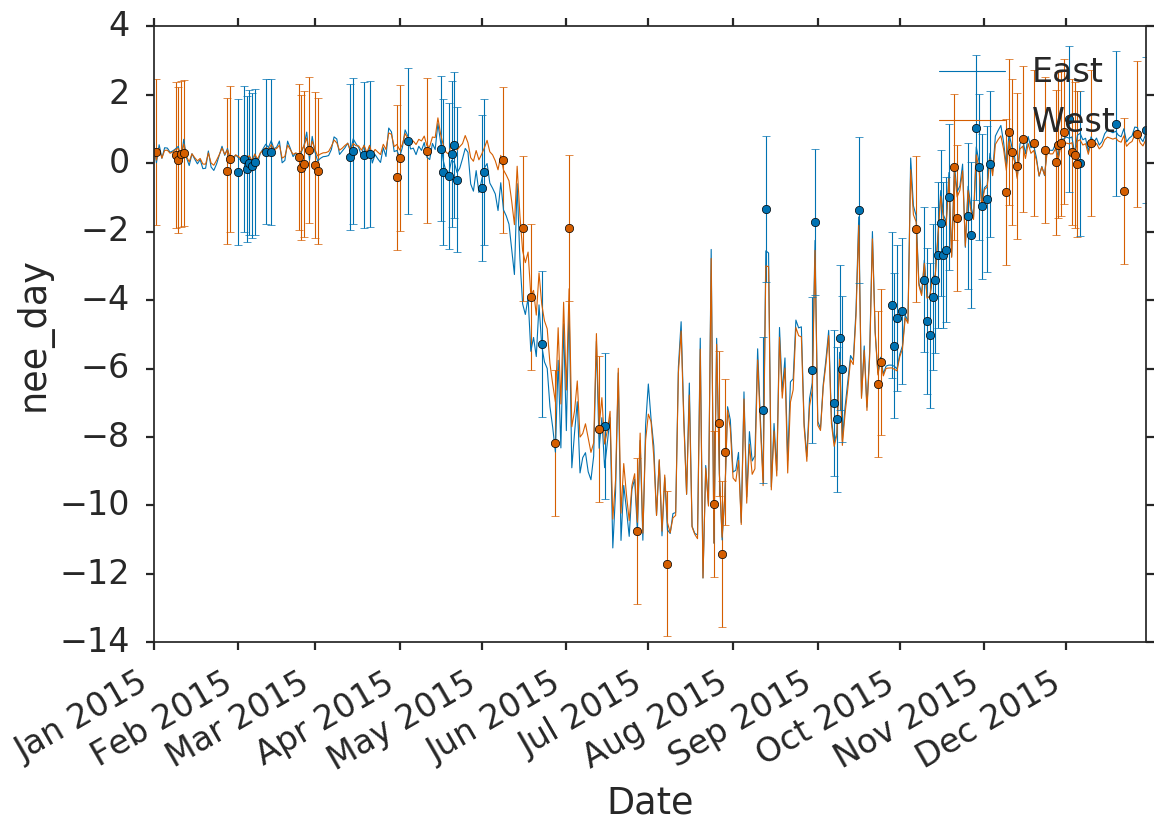 4
2
0
−2
−4
−6
−8
−10
−12
−14
nee_day
East
West
Jan 2015
Feb 2015
Mar 2015
Apr 2015
May 2015
Jun 2015
Jul 2015
Aug 2015
Sep 2015
Oct 2015
Nov 2015
Dec 2015
Date